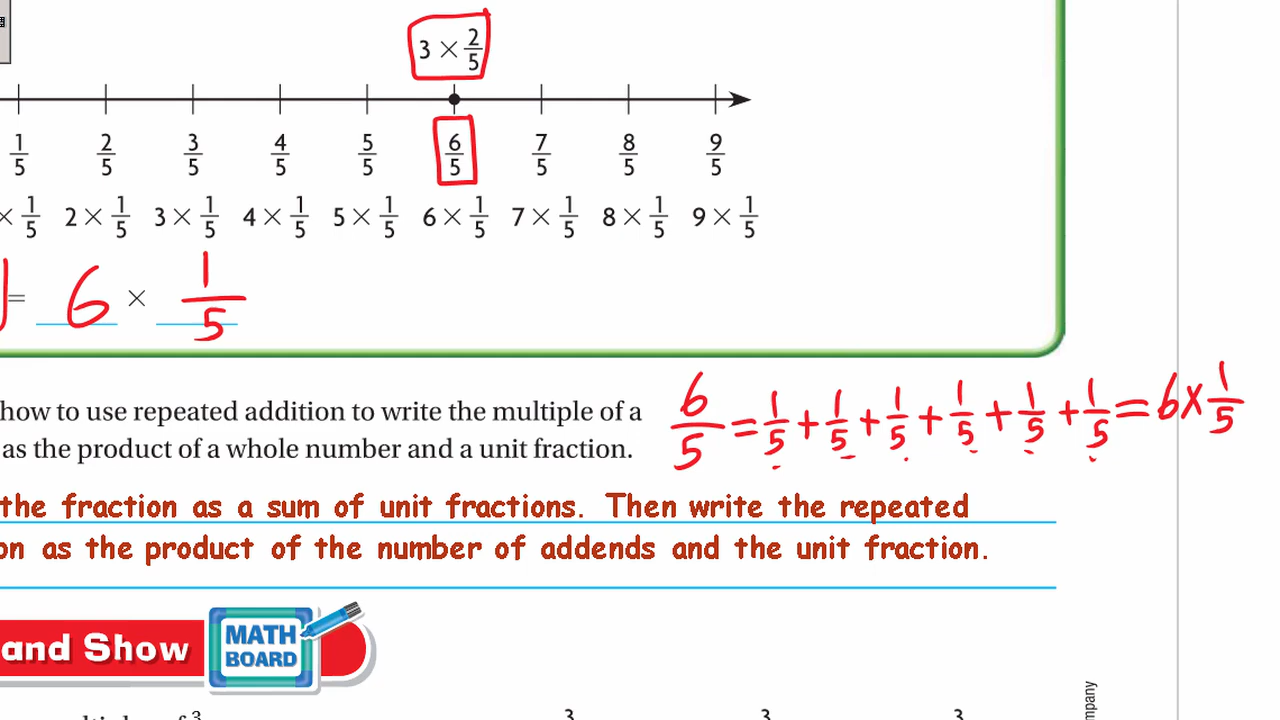 3 × 2/5
1/5 2/5 3/5 4/5 5/5 6/5 7/5 8/5 9/5
× 1/5 2 × 1/5 3 × 1/5 4 × 1/5 5 × 1/5 6 × 1/5 7 × 1/5 8 × 1/5 9 × 1/5
= 6 × 1/5
how to use repeated addition to write the multiple of a
as the product of a whole number and a unit fraction.
6/5 = 1/5 + 1/5 + 1/5 + 1/5 + 1/5 + 1/5 = 6 × 1/5
the fraction as a sum of unit fractions. Then write the repeated
on as the product of the number of addends and the unit fraction.
and Show
MATH
BOARD
of 3 3 3 3
mpany